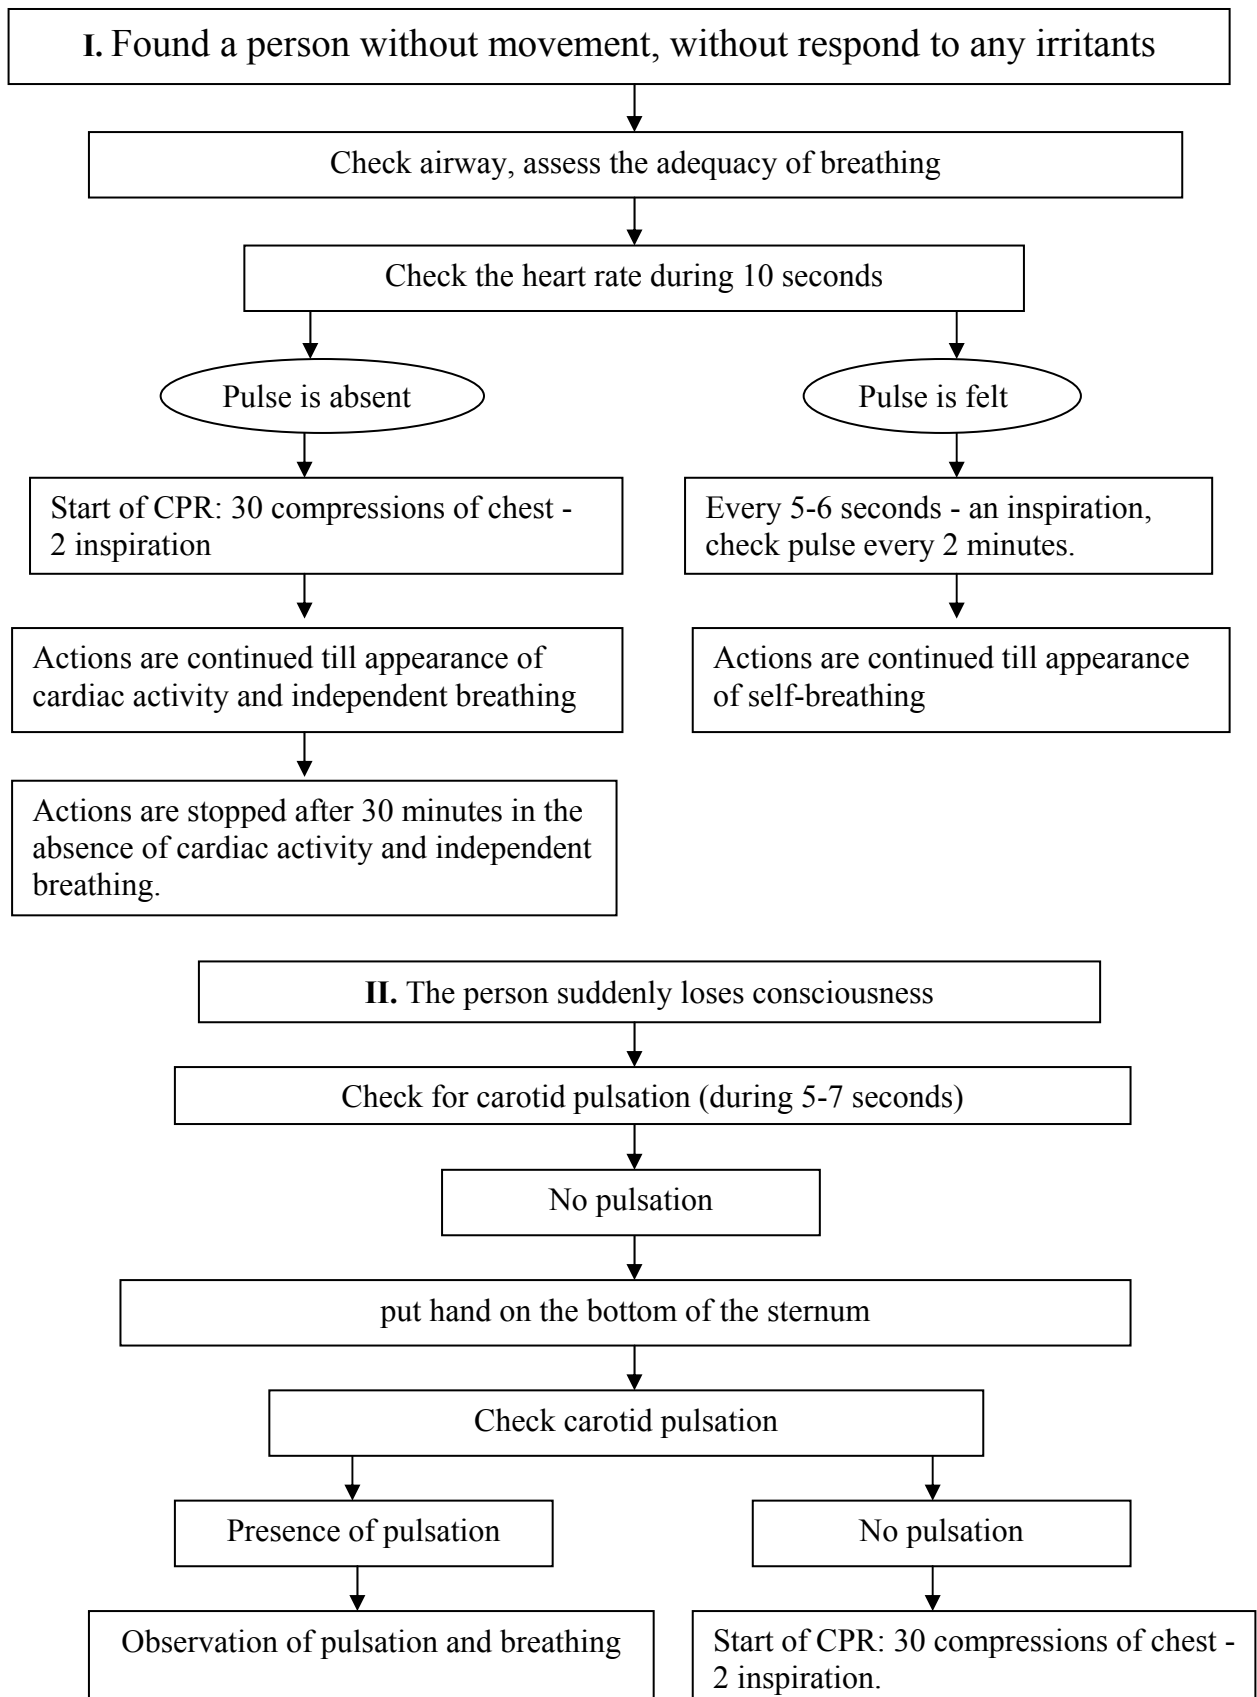 I. Found a person without movement, without respond to any irritants
Check airway, assess the adequacy of breathing
Check the heart rate during 10 seconds
Pulse is absent
Pulse is felt
Start of CPR: 30 compressions of chest -
2 inspiration
Every 5-6 seconds - an inspiration,
check pulse every 2 minutes.
Actions are continued till appearance of
cardiac activity and independent breathing
Actions are continued till appearance
of self-breathing
Actions are stopped after 30 minutes in the
absence of cardiac activity and independent
breathing.
II. The person suddenly loses consciousness
Check for carotid pulsation (during 5-7 seconds)
No pulsation
put hand on the bottom of the sternum
Check carotid pulsation
Presence of pulsation
No pulsation
Observation of pulsation and breathing
Start of CPR: 30 compressions of chest -
2 inspiration.